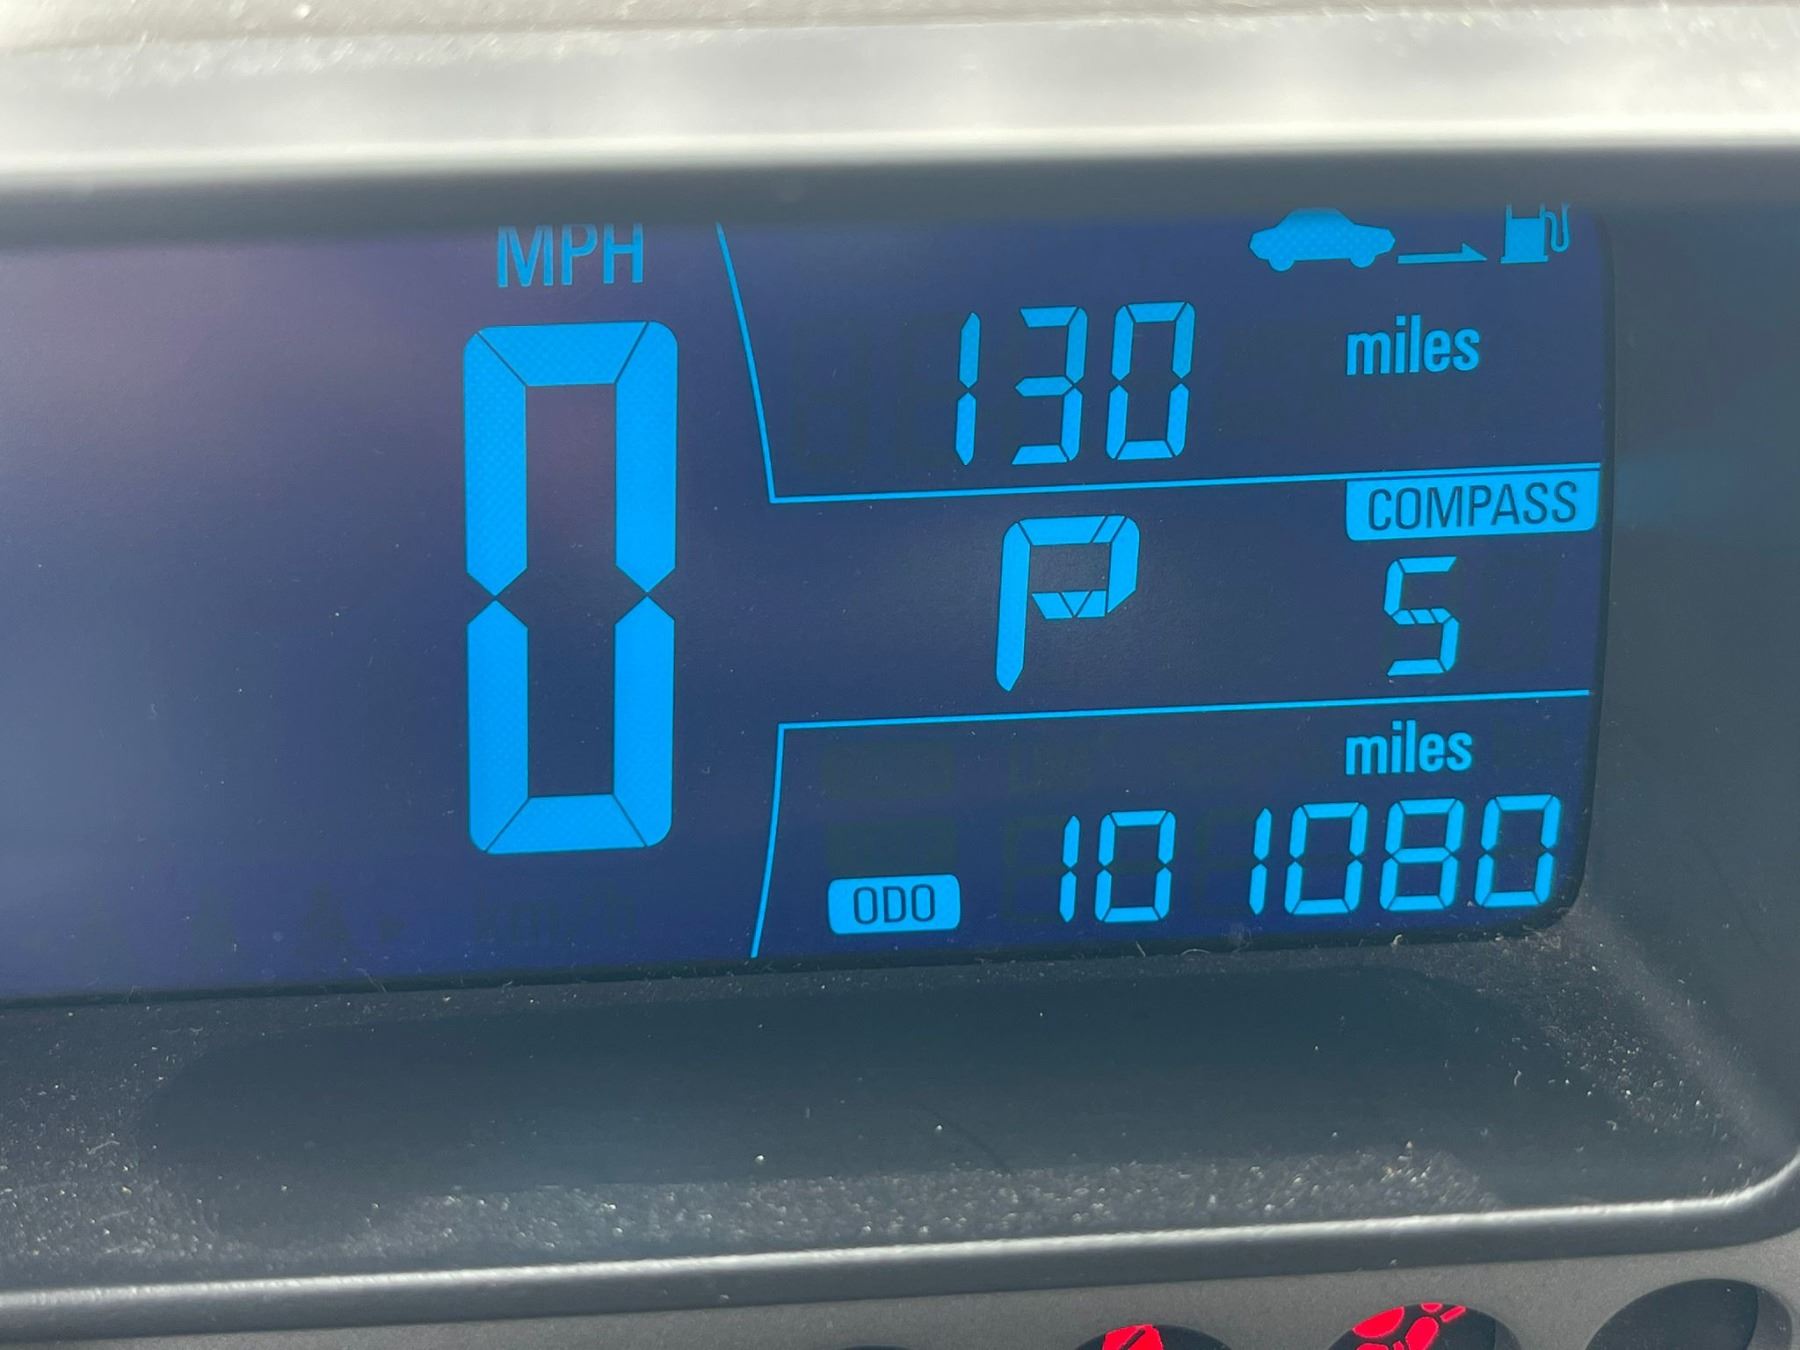 MPH
0
130 miles
COMPASS
P S
miles
ODO 101080